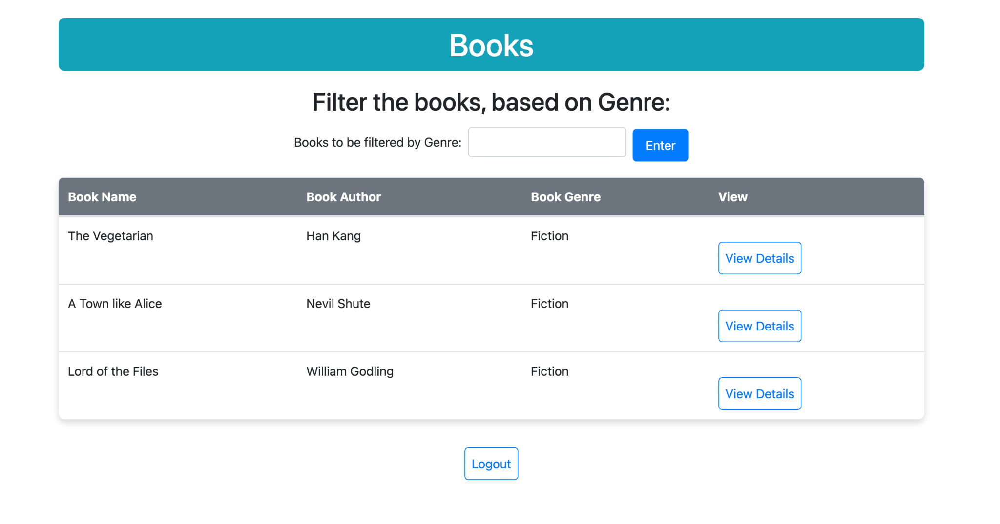 Books
Filter the books, based on Genre:
Books to be filtered by Genre: Enter
Book Name Book Author Book Genre View
The Vegetarian Han Kang Fiction
View Details
A Town like Alice Nevil Shute Fiction
View Details
Lord of the Files William Godling Fiction
View Details
Logout